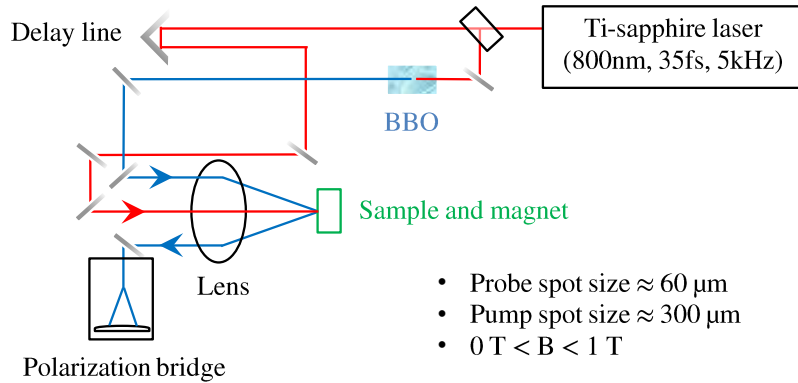 Delay line
Ti-sapphire laser
(800nm, 35fs, 5kHz)
BBO
Sample and magnet
Lens
Polarization bridge
• Probe spot size ≈ 60 μm
• Pump spot size ≈ 300 μm
• 0 T < B < 1 T